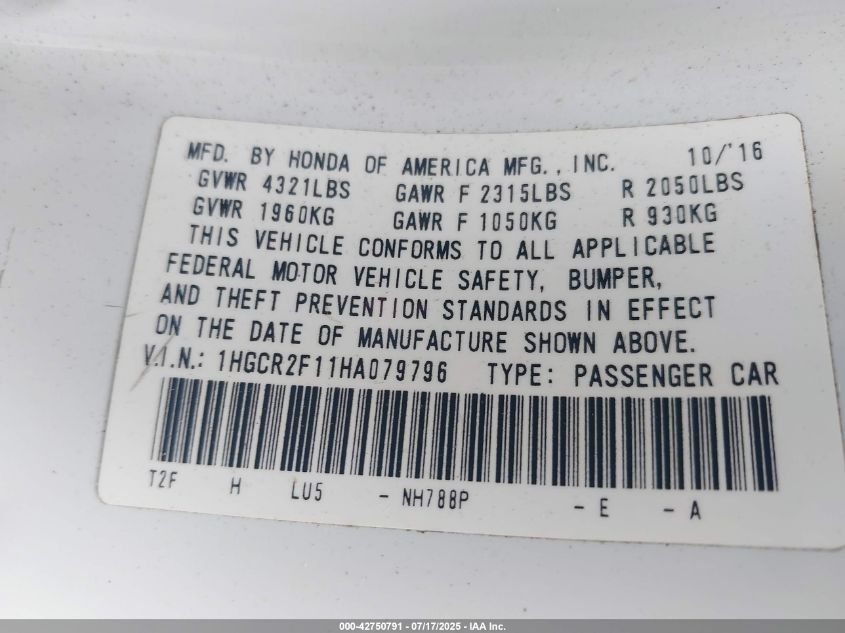 MFD. BY HONDA OF AMERICA MFG., INC. 10/'16
GVWR 4321LBS GAWR F 2315LBS R 2050LBS
GVWR 1960KG GAWR F 1050KG R 930KG
THIS VEHICLE CONFORMS TO ALL APPLICABLE
FEDERAL MOTOR VEHICLE SAFETY, BUMPER,
AND THEFT PREVENTION STANDARDS IN EFFECT
ON THE DATE OF MANUFACTURE SHOWN ABOVE.
V.I.N.: 1HGCR2F11HA079796 TYPE: PASSENGER CAR
T2F H LU5 - NH788P - E - A
000-42750791 - 07/17/2025 - IAA Inc.